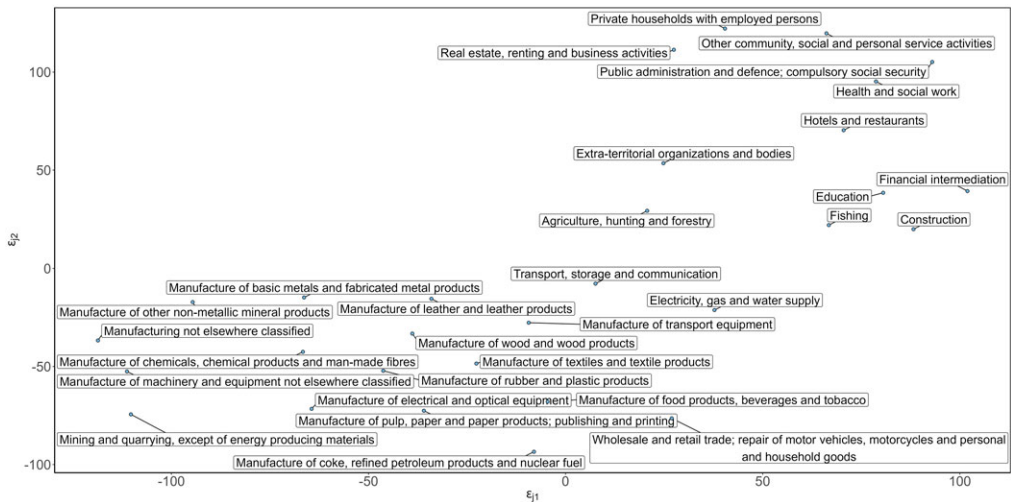 Private households with employed persons
Other community, social and personal service activities
Real estate, renting and business activities
100
Public administration and defence; compulsory social security
Health and social work
Hotels and restaurants
Extra-territorial organizations and bodies
50
Financial intermediation
Education
Agriculture, hunting and forestry
Fishing
Construction
εj2
0
Transport, storage and communication
Manufacture of basic metals and fabricated metal products
Manufacture of other non-metallic mineral products
Manufacture of leather and leather products
Electricity, gas and water supply
Manufacturing not elsewhere classified
Manufacture of transport equipment
Manufacture of wood and wood products
Manufacture of chemicals, chemical products and man-made fibres
Manufacture of textiles and textile products
-50
Manufacture of machinery and equipment not elsewhere classified
Manufacture of rubber and plastic products
Manufacture of electrical and optical equipment
Manufacture of food products, beverages and tobacco
Manufacture of pulp, paper and paper products; publishing and printing
Mining and quarrying, except of energy producing materials
Wholesale and retail trade; repair of motor vehicles, motorcycles and personal
and household goods
Manufacture of coke, refined petroleum products and nuclear fuel
-100
-100
-50
0
50
100
εj1